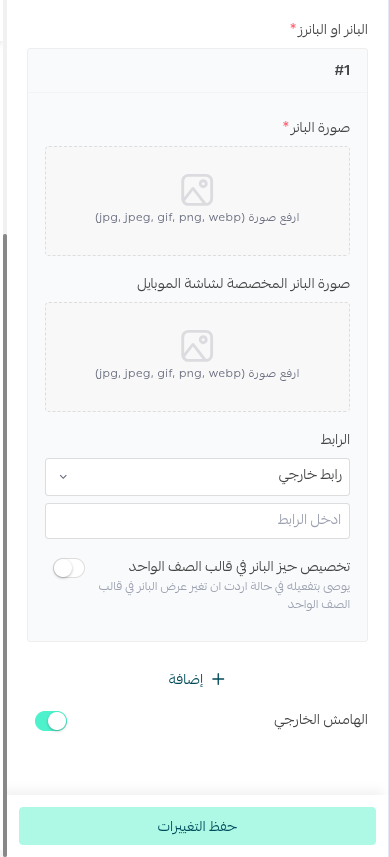 البانر او البانرز *
#1
صورة البانر *
ارفع صورة (jpg, jpeg, gif, png, webp)
صورة البانر المخصصة لشاشة الموبايل
ارفع صورة (jpg, jpeg, gif, png, webp)
الرابط
رابط خارجي
ادخل الرابط
تخصيص حيز البانر في قالب الصف الواحد
يوصى بتفعيله في حالة اردت ان تغير عرض البانر في قالب
الصف الواحد
+ إضافة
الهامش الخارجي
حفظ التغييرات